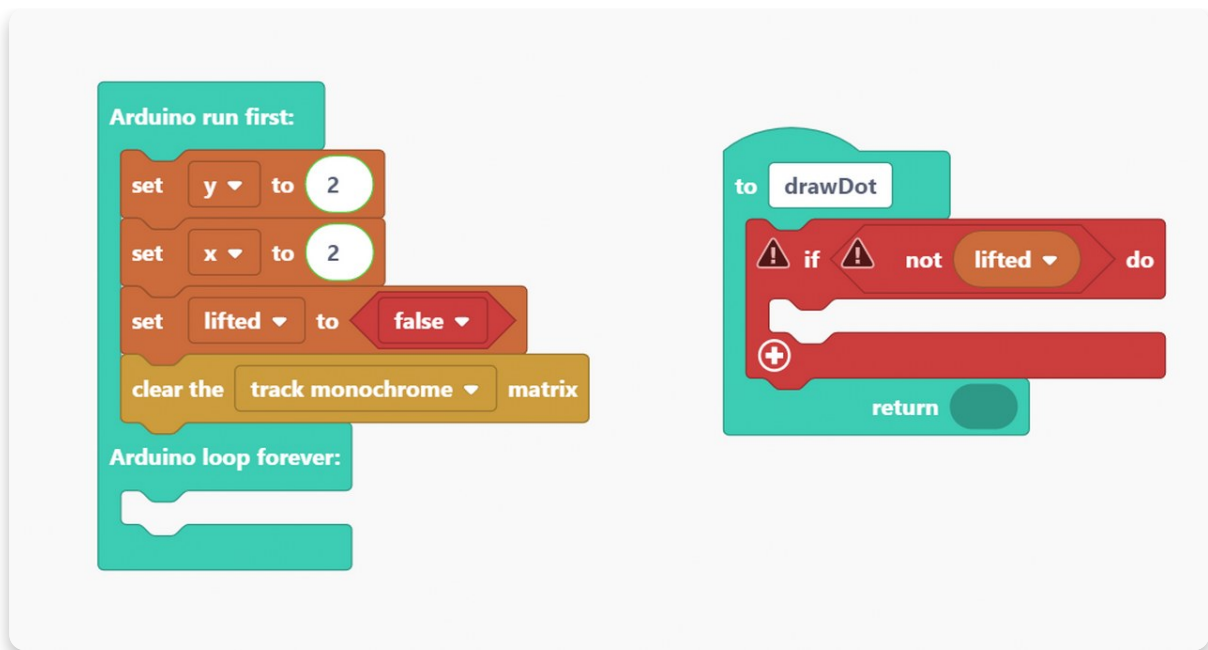 Arduino run first:
set y to 2
set x to 2
set lifted to false
clear the track monochrome matrix
Arduino loop forever:
to drawDot
if not lifted do
return